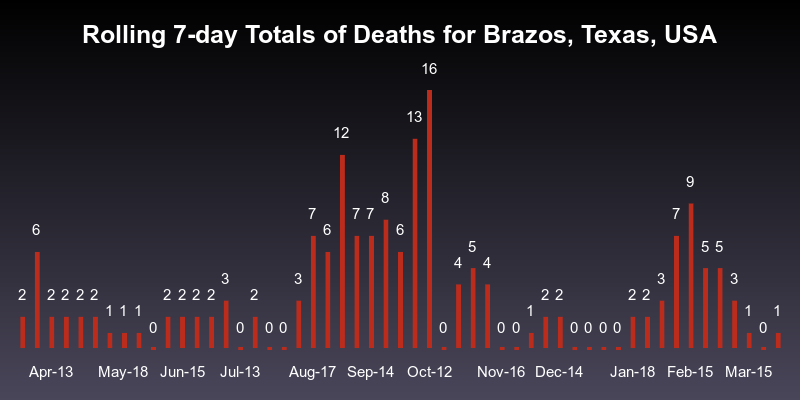 Rolling 7-day Totals of Deaths for Brazos, Texas, USA
2 6 2 2 2 2 1 1 1 0 2 2 2 2 3 0 2 0 0 3 7 6 12 7 7 8 6 13 16 0 4 5 4 0 0 1 2 2 0 0 0 0 2 2 3 7 9 5 5 3 1 0 1
Apr-13 May-18 Jun-15 Jul-13 Aug-17 Sep-14 Oct-12 Nov-16 Dec-14 Jan-18 Feb-15 Mar-15